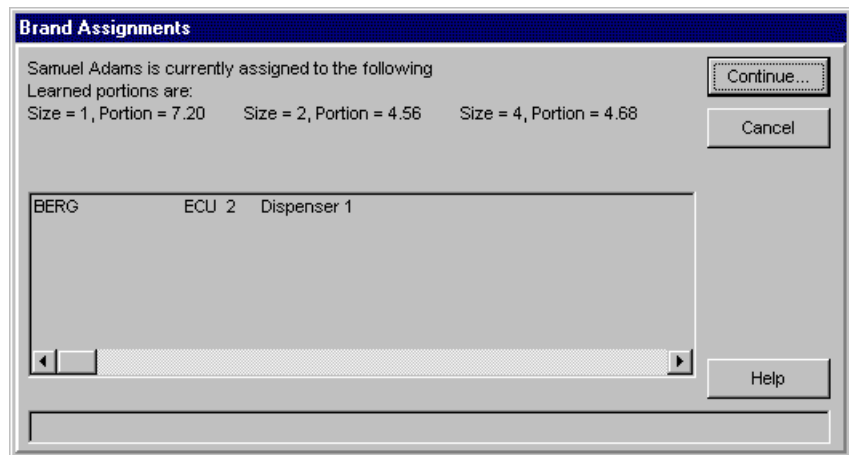 Brand Assignments
Samuel Adams is currently assigned to the following
Learned portions are:
Size = 1, Portion = 7.20 Size = 2, Portion = 4.56 Size = 4, Portion = 4.68
Continue...
Cancel
BERG ECU 2 Dispenser 1
Help